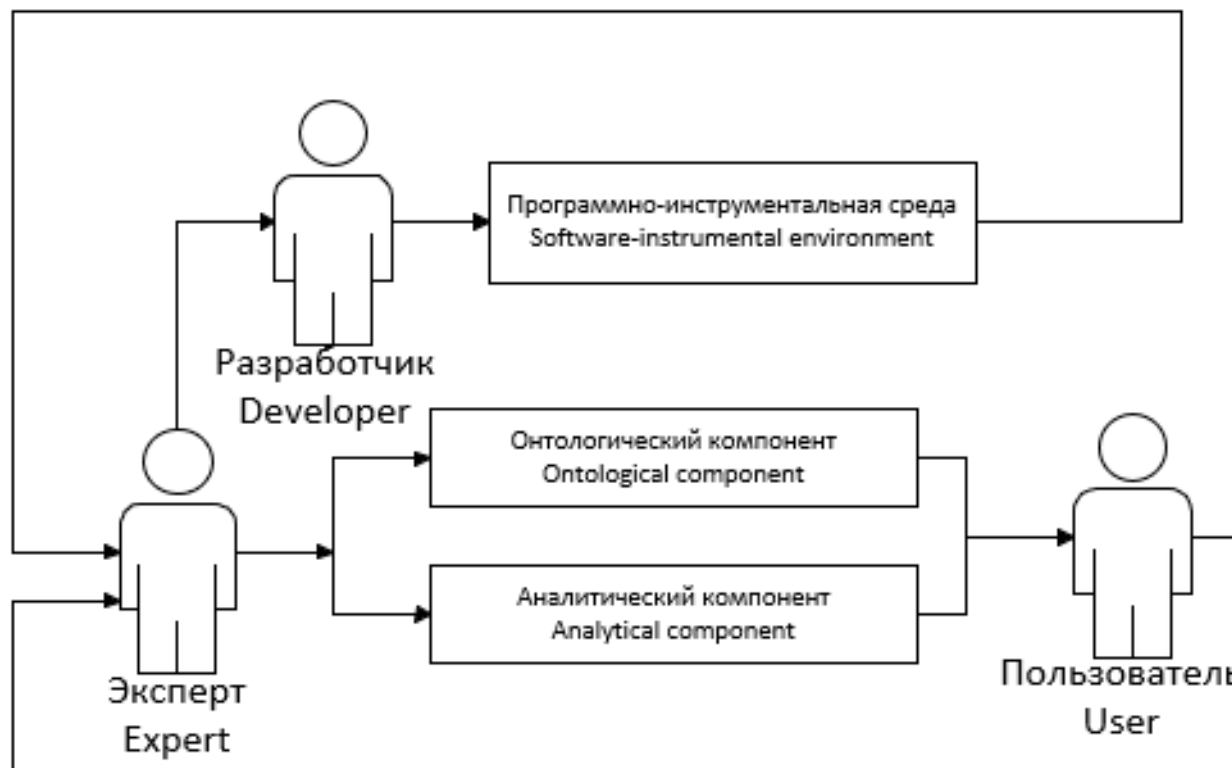 Программно-инструментальная среда
Software-instrumental environment
Разработчик
Developer
Онтологический компонент
Ontological component
Аналитический компонент
Analytical component
Эксперт
Expert
Пользователь
User